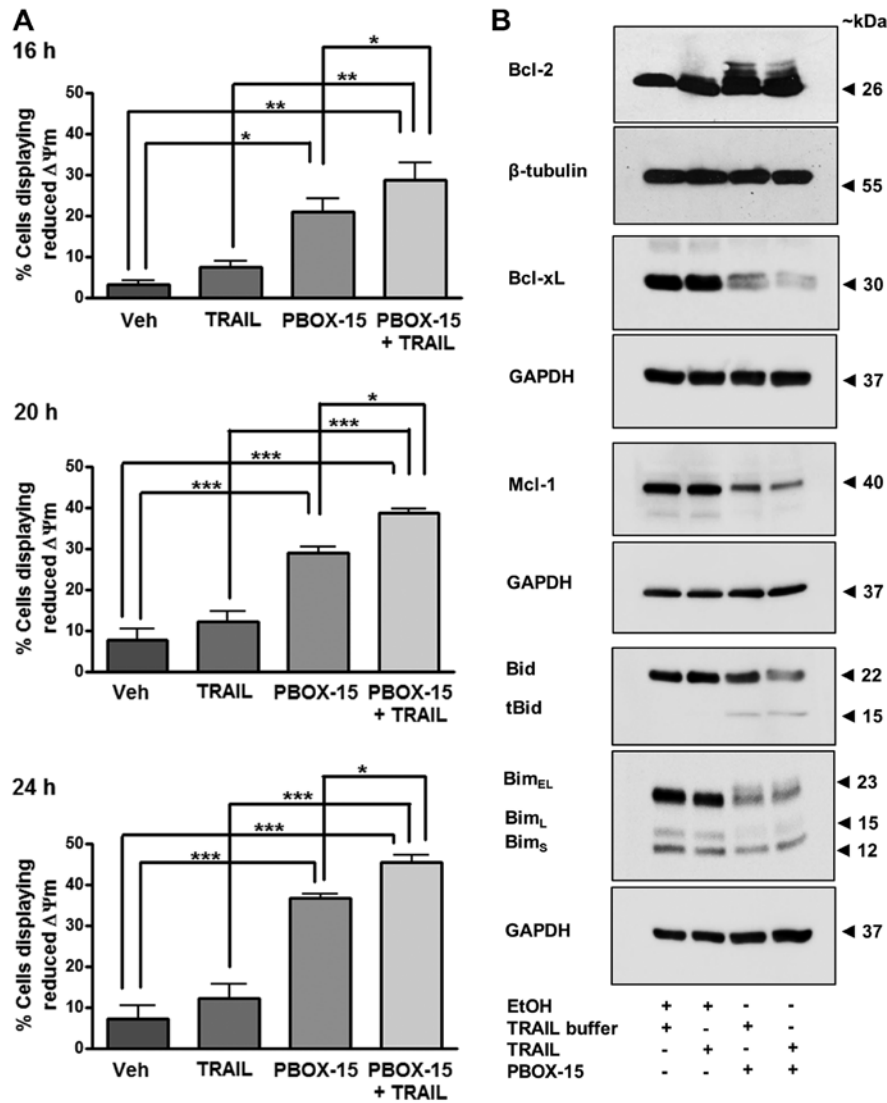 A
16 h
% Cells displaying
reduced ΔΨm
50
40
30
20
10
0
*
**
**
*
Veh TRAIL PBOX-15 PBOX-15
+ TRAIL
20 h
% Cells displaying
reduced ΔΨm
50
40
30
20
10
0
*
***
***
***
Veh TRAIL PBOX-15 PBOX-15
+ TRAIL
24 h
% Cells displaying
reduced ΔΨm
50
40
30
20
10
0
*
***
***
***
Veh TRAIL PBOX-15 PBOX-15
+ TRAIL
B
~kDa
Bcl-2 ◄ 26
β-tubulin ◄ 55
Bcl-xL ◄ 30
GAPDH ◄ 37
Mcl-1 ◄ 40
GAPDH ◄ 37
Bid ◄ 22
tBid ◄ 15
BimEL ◄ 23
BimL ◄ 15
BimS ◄ 12
GAPDH ◄ 37
EtOH + + - -
TRAIL buffer + - + -
TRAIL - + - +
PBOX-15 - - + +